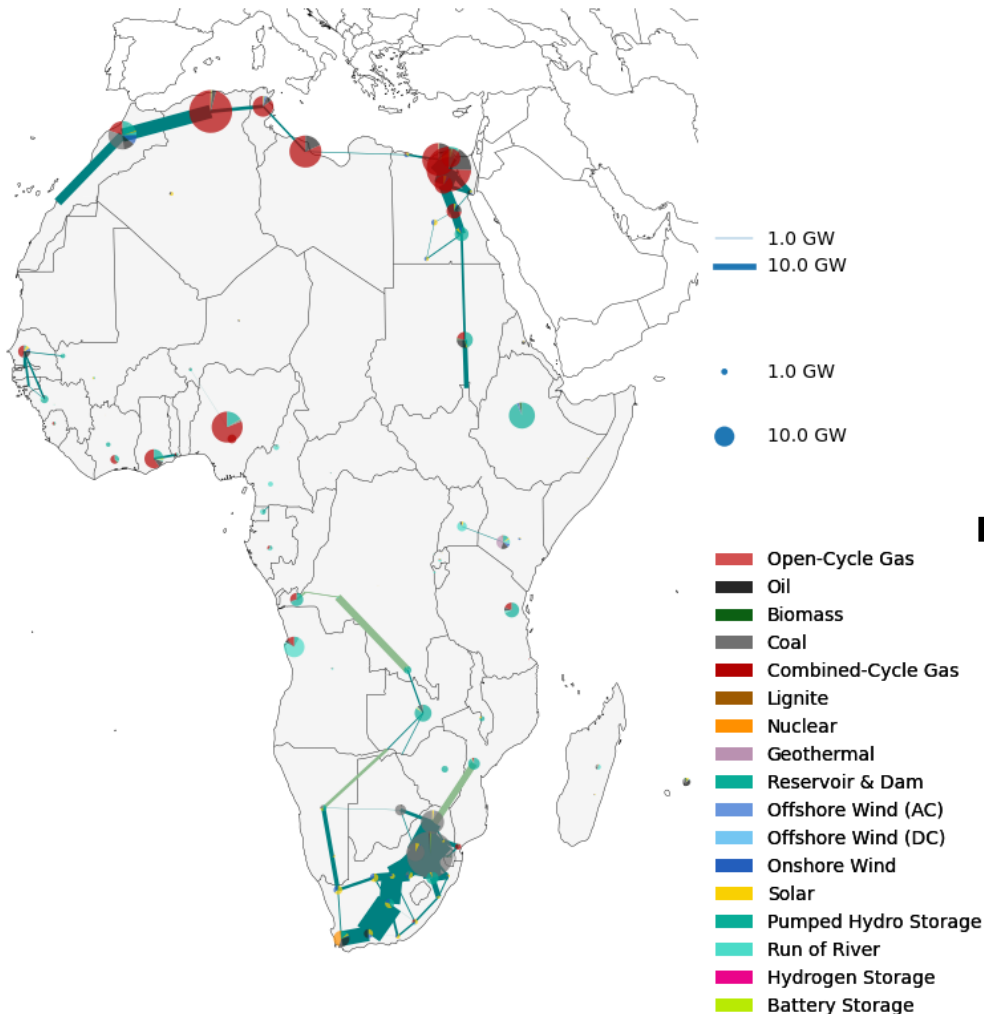 1.0 GW
10.0 GW
1.0 GW
10.0 GW
Open-Cycle Gas
Oil
Biomass
Coal
Combined-Cycle Gas
Lignite
Nuclear
Geothermal
Reservoir & Dam
Offshore Wind (AC)
Offshore Wind (DC)
Onshore Wind
Solar
Pumped Hydro Storage
Run of River
Hydrogen Storage
Battery Storage